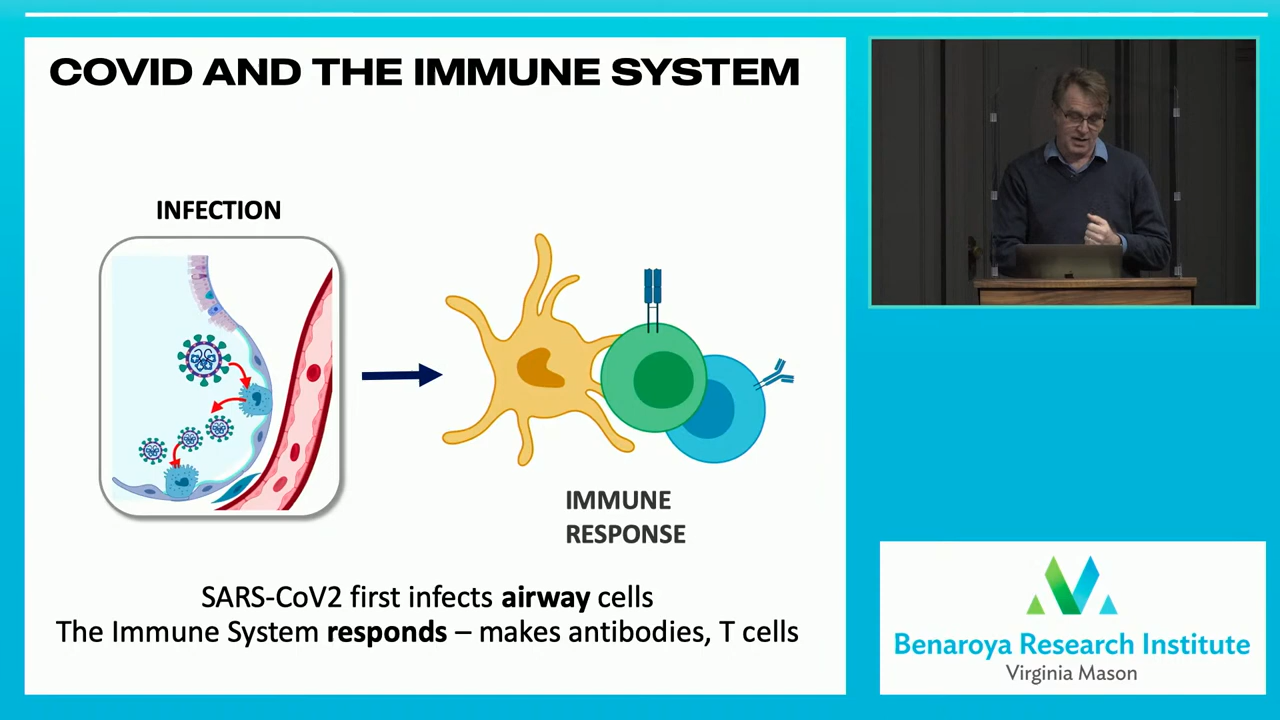 COVID AND THE IMMUNE SYSTEM
INFECTION
IMMUNE
RESPONSE
SARS-CoV2 first infects airway cells
The Immune System responds – makes antibodies, T cells
Benaroya Research Institute
Virginia Mason